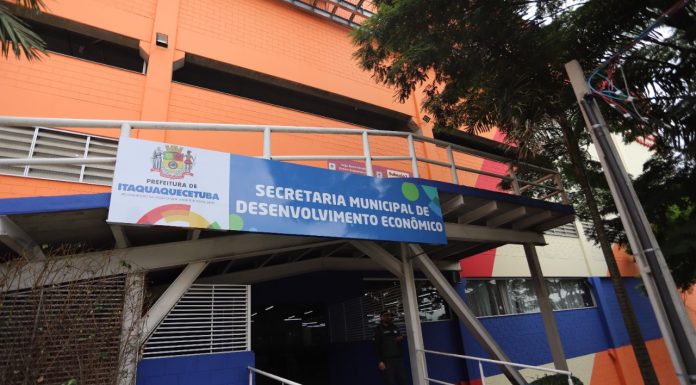 PREFEITURA DE
ITAQUAQUECETUBA
SECRETARIA MUNICIPAL DE
DESENVOLVIMENTO ECONÔMICO